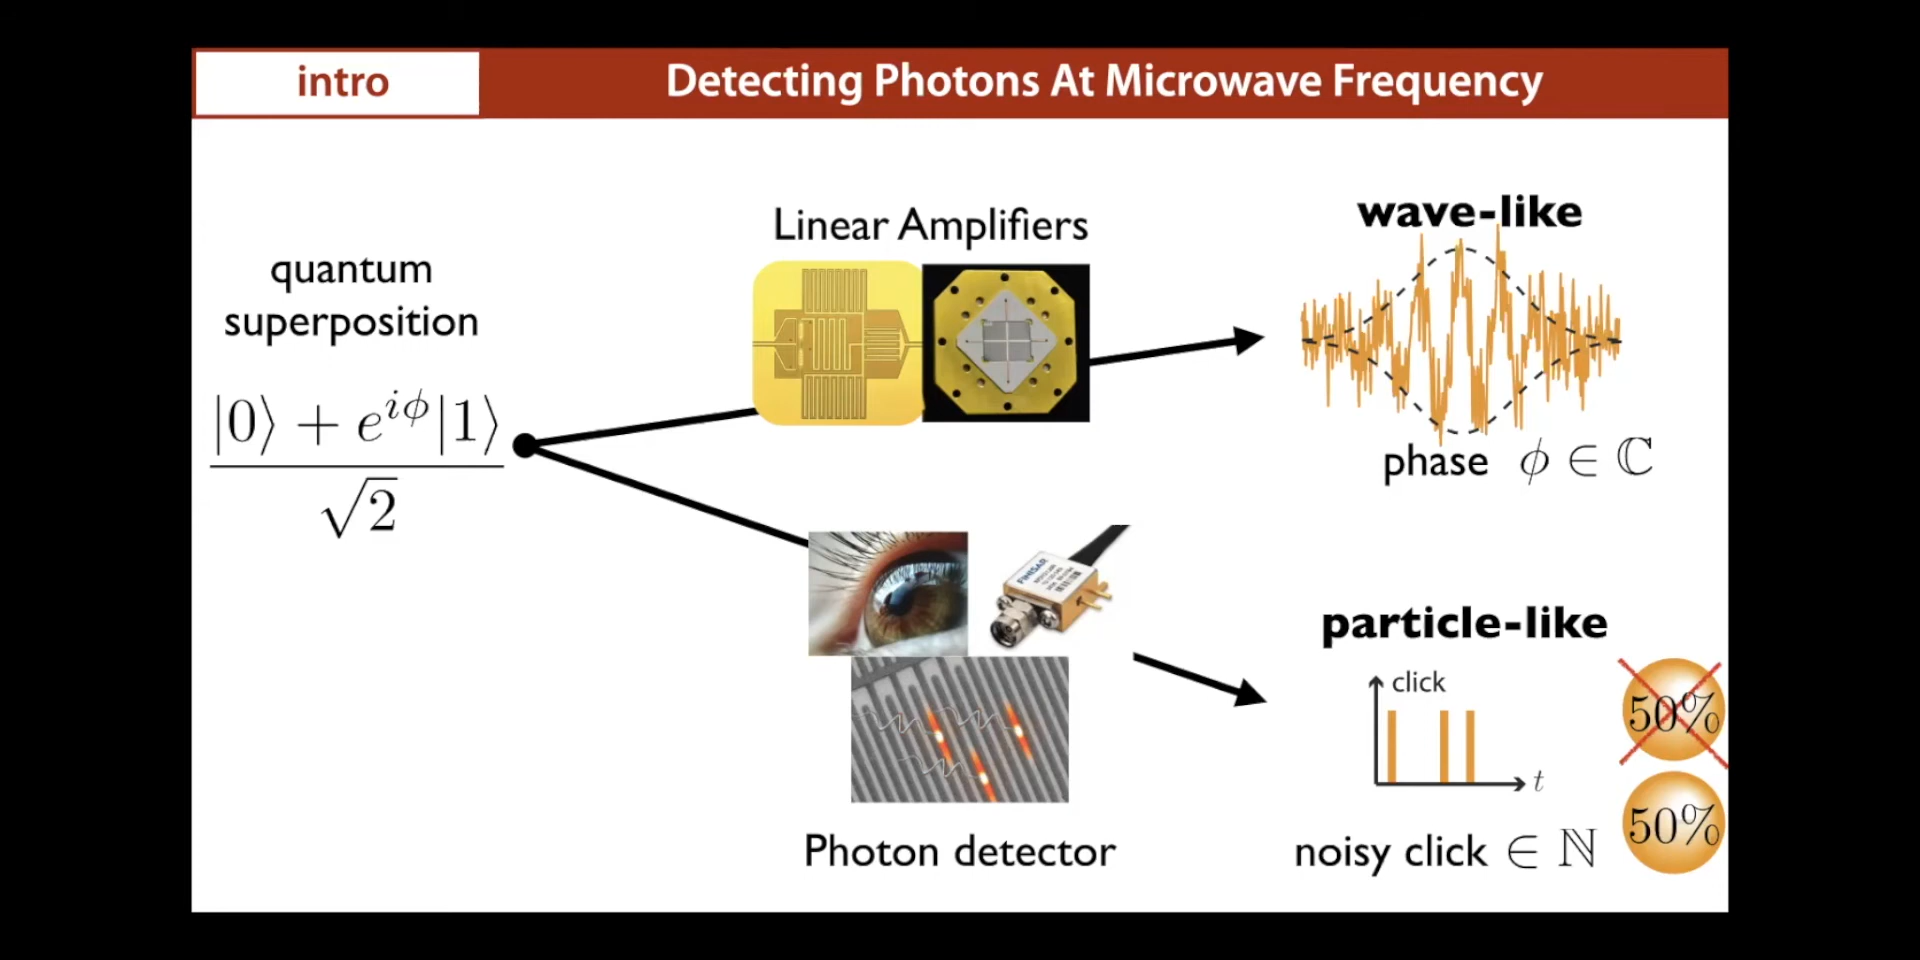 intro
Detecting Photons At Microwave Frequency
quantum
superposition
|0⟩ + e^{iϕ}|1⟩
√2
Linear Amplifiers
wave-like
phase ϕ ∈ ℂ
FINISAR
Photon detector
particle-like
click
t
noisy click ∈ ℕ
50%
50%